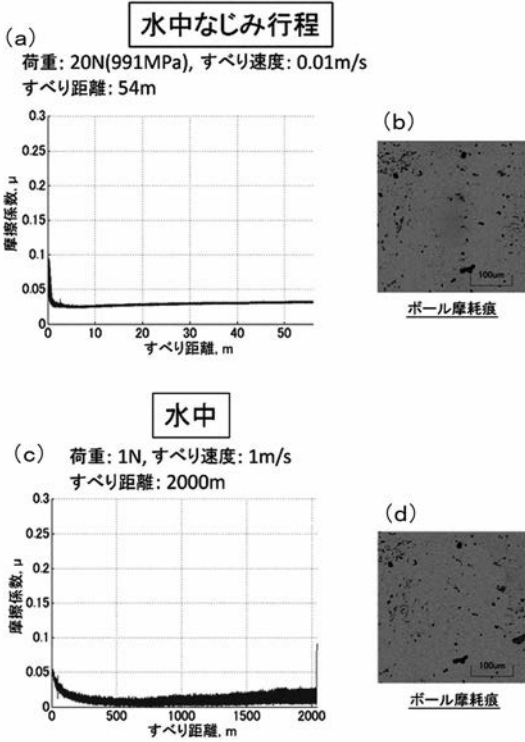 水中なじみ行程
(a)
荷重: 20N(991MPa), すべり速度: 0.01m/s
すべり距離: 54m
摩擦係数, μ
0.3
0.25
0.2
0.15
0.1
0.05
0
0 10 20 30 40 50
すべり距離, m
(b)
100um
ボール摩耗痕
水中
(c) 荷重: 1N, すべり速度: 1m/s
すべり距離: 2000m
摩擦係数, μ
0.3
0.25
0.2
0.15
0.1
0.05
0
0 500 1000 1500 2000
すべり距離, m
(d)
100um
ボール摩耗痕